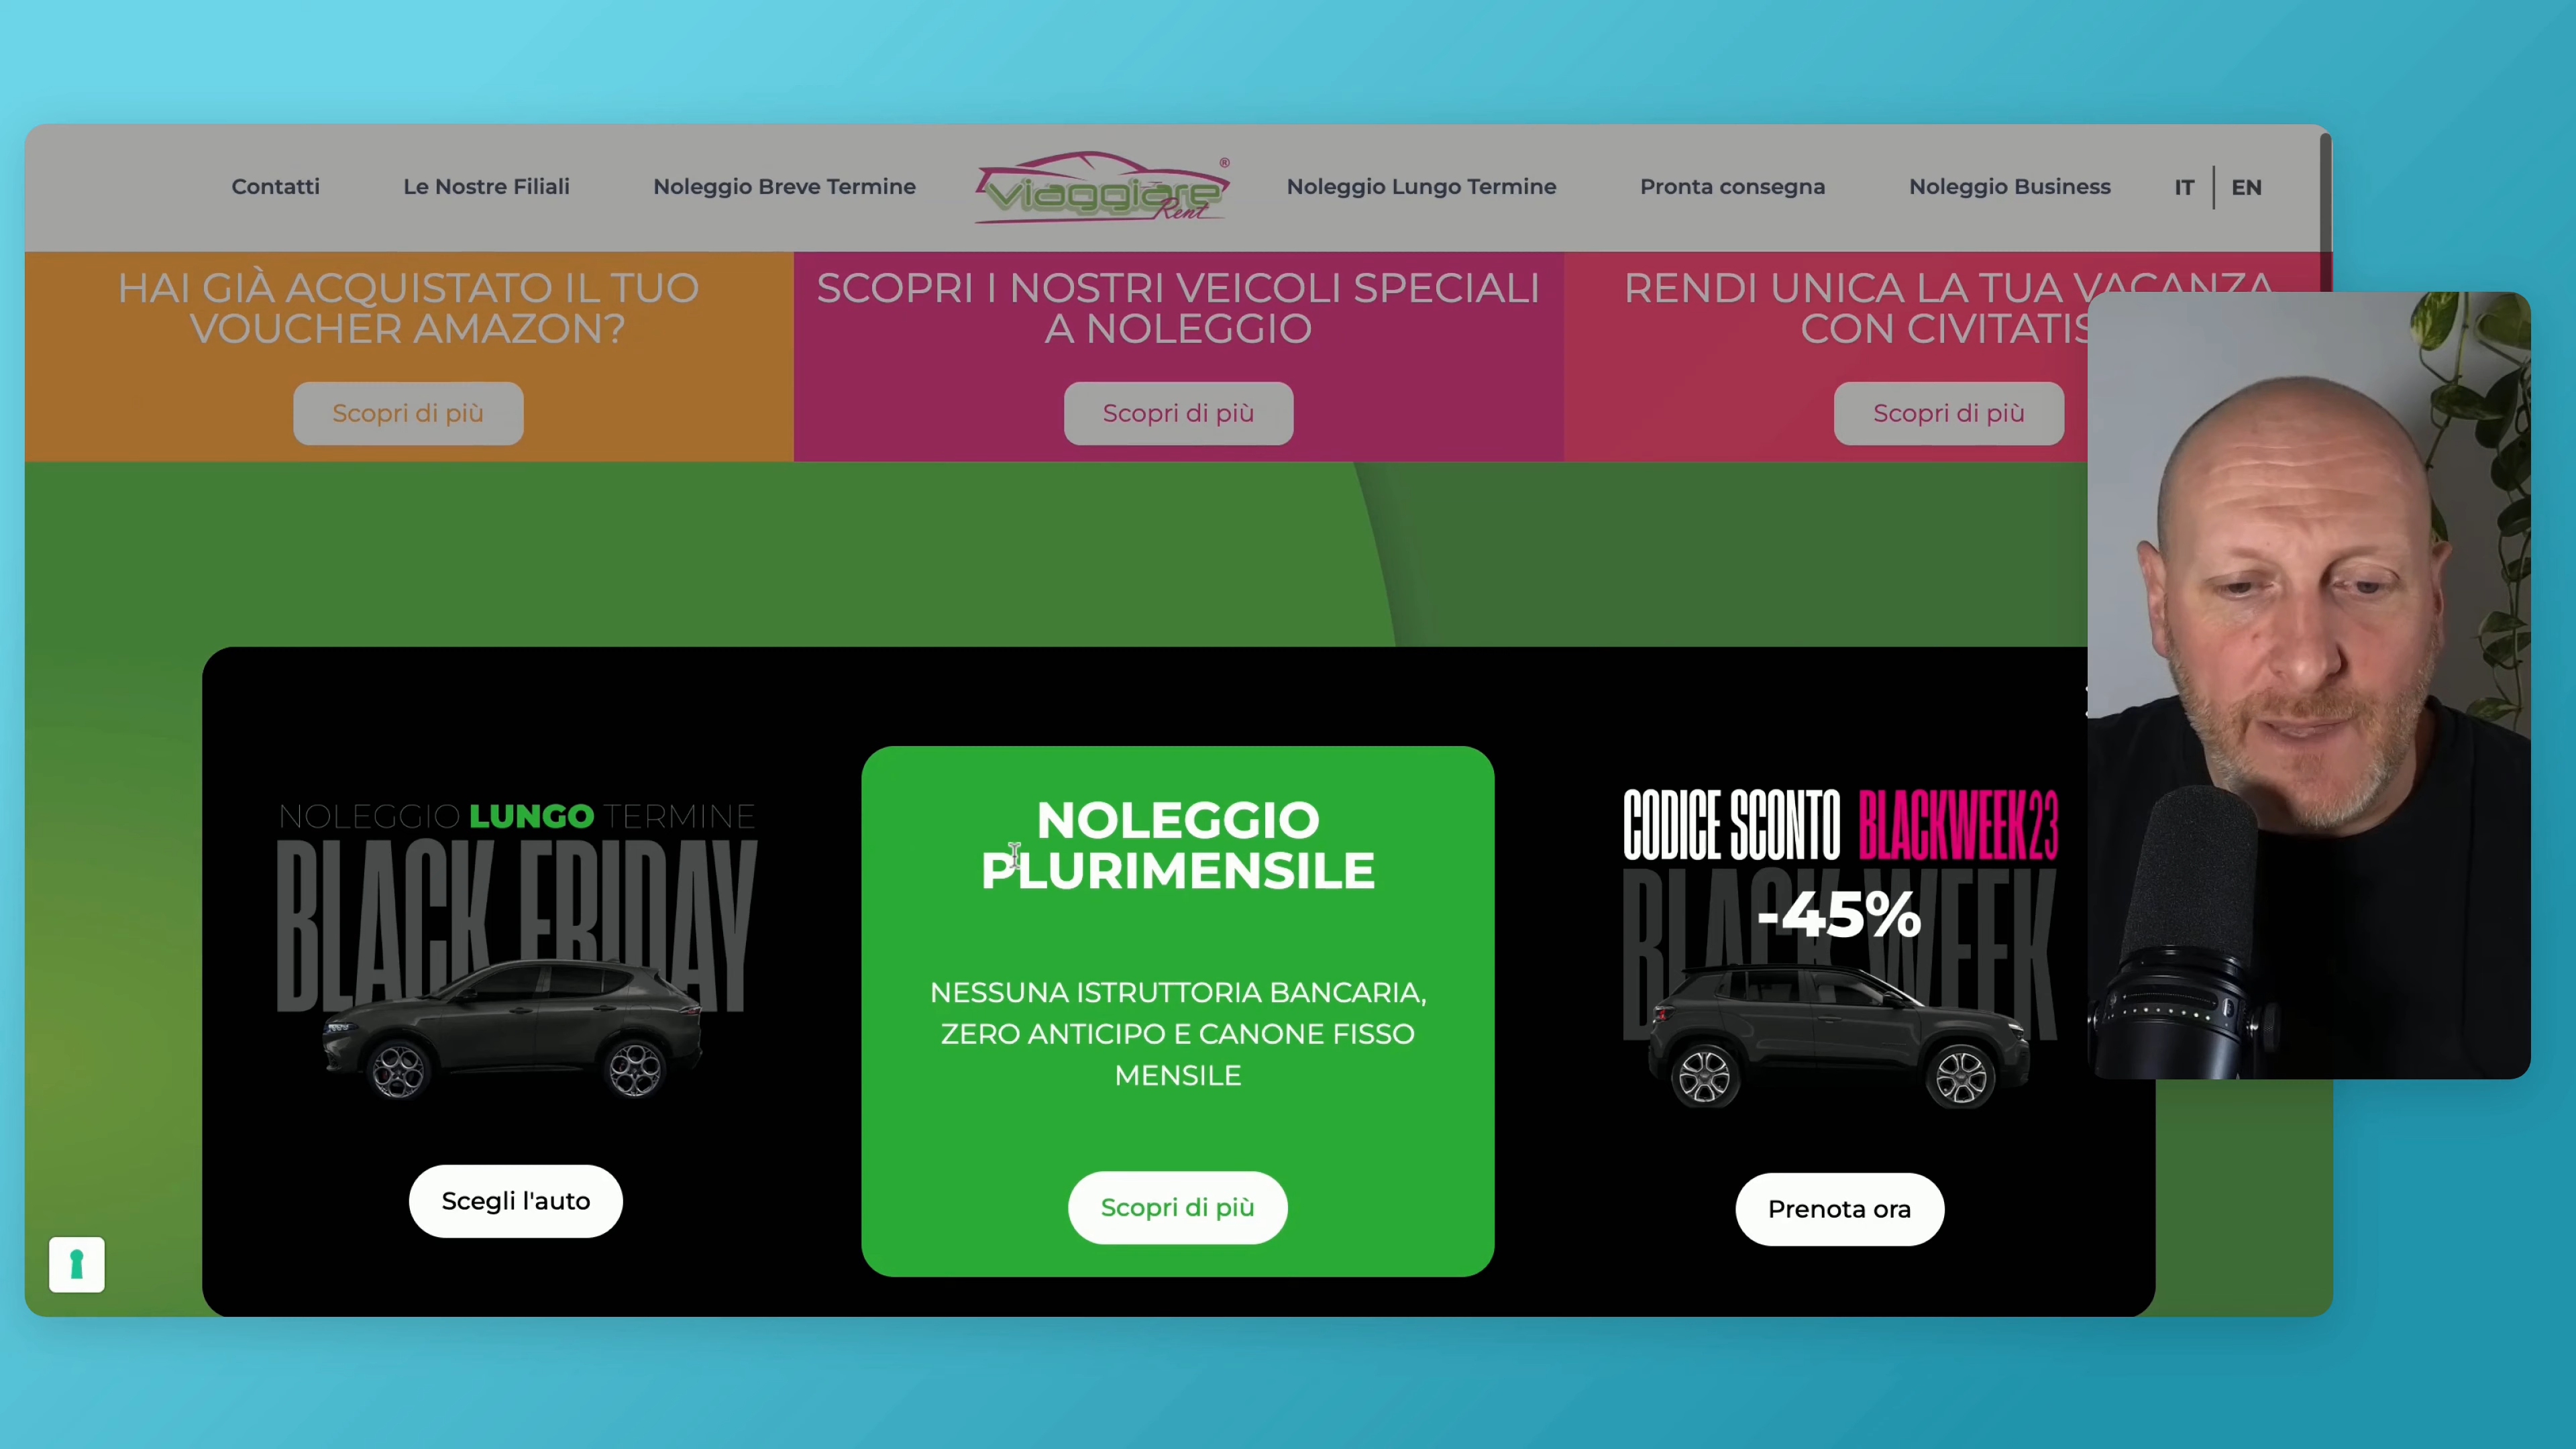 Contatti
Le Nostre Filiali
Noleggio Breve Termine
viaggiare
Rent
®
Noleggio Lungo Termine
Pronta consegna
Noleggio Business
IT
EN
HAI GIÀ ACQUISTATO IL TUO
VOUCHER AMAZON?
Scopri di più
SCOPRI I NOSTRI VEICOLI SPECIALI
A NOLEGGIO
Scopri di più
RENDI UNICA LA TUA VACANZA
CON CIVITATIS
Scopri di più
NOLEGGIO LUNGO TERMINE
BLACK FRIDAY
Scegli l'auto
NOLEGGIO
PLURIMENSILE
NESSUNA ISTRUTTORIA BANCARIA,
ZERO ANTICIPO E CANONE FISSO
MENSILE
Scopri di più
CODICE SCONTO BLACKWEEK23
BLACK WEEK
-45%
Prenota ora